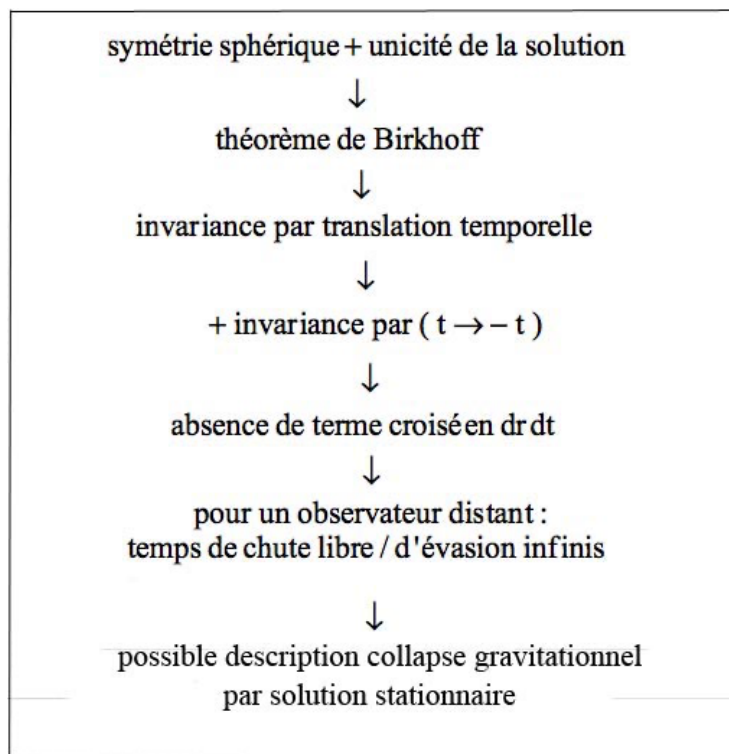 symétrie sphérique + unicité de la solution
↓
théorème de Birkhoff
↓
invariance par translation temporelle
↓
+ invariance par ( t → − t )
↓
absence de terme croisé en dr dt
↓
pour un observateur distant :
temps de chute libre / d'évasion infinis
↓
possible description collapse gravitationnel
par solution stationnaire